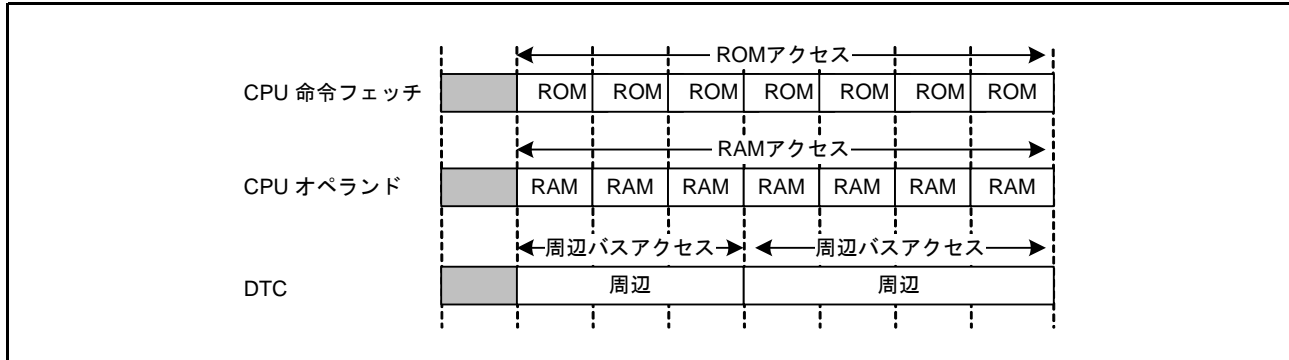 ROMアクセス
CPU 命令フェッチ ROM ROM ROM ROM ROM ROM ROM
RAMアクセス
CPU オペランド RAM RAM RAM RAM RAM RAM RAM
周辺バスアクセス 周辺バスアクセス
DTC 周辺 周辺